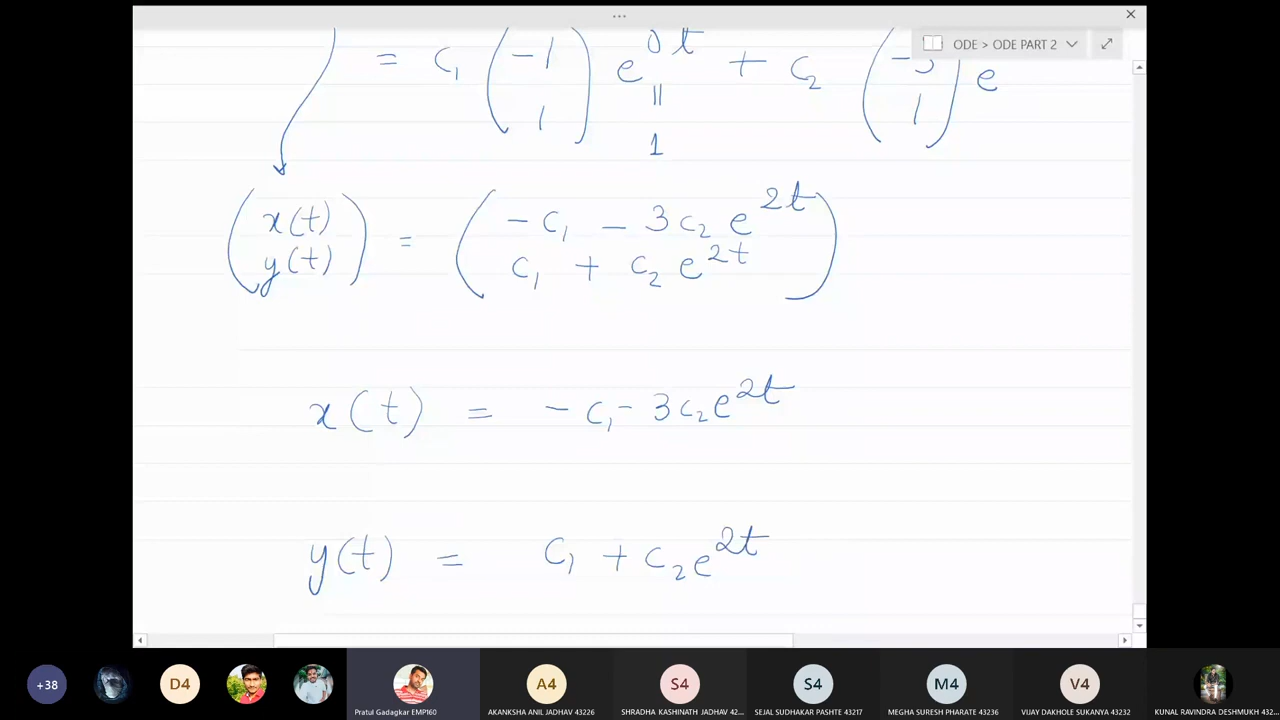 ...
ODE > ODE PART 2
= c₁ (-1 1) e^0t + c₂ (-3 1) e
||
1
(x(t) y(t)) = (-c₁ - 3c₂e^2t c₁ + c₂e^2t)
x(t) = -c₁ - 3c₂e^2t
y(t) = c₁ + c₂e^2t
+38
D4
A4
S4
S4
M4
V4
Pratul Gadagkar EMP160
AKANKSHA ANIL JADHAV 43226
SHRADHA KASHINATH JADHAV 42...
SEJAL SUDHAKAR PASHTE 43217
MEGHA SURESH PHARATE 43236
VIJAY DAKHOLE SUKANYA 43232
KUNAL RAVINDRA DESHMUKH 432...